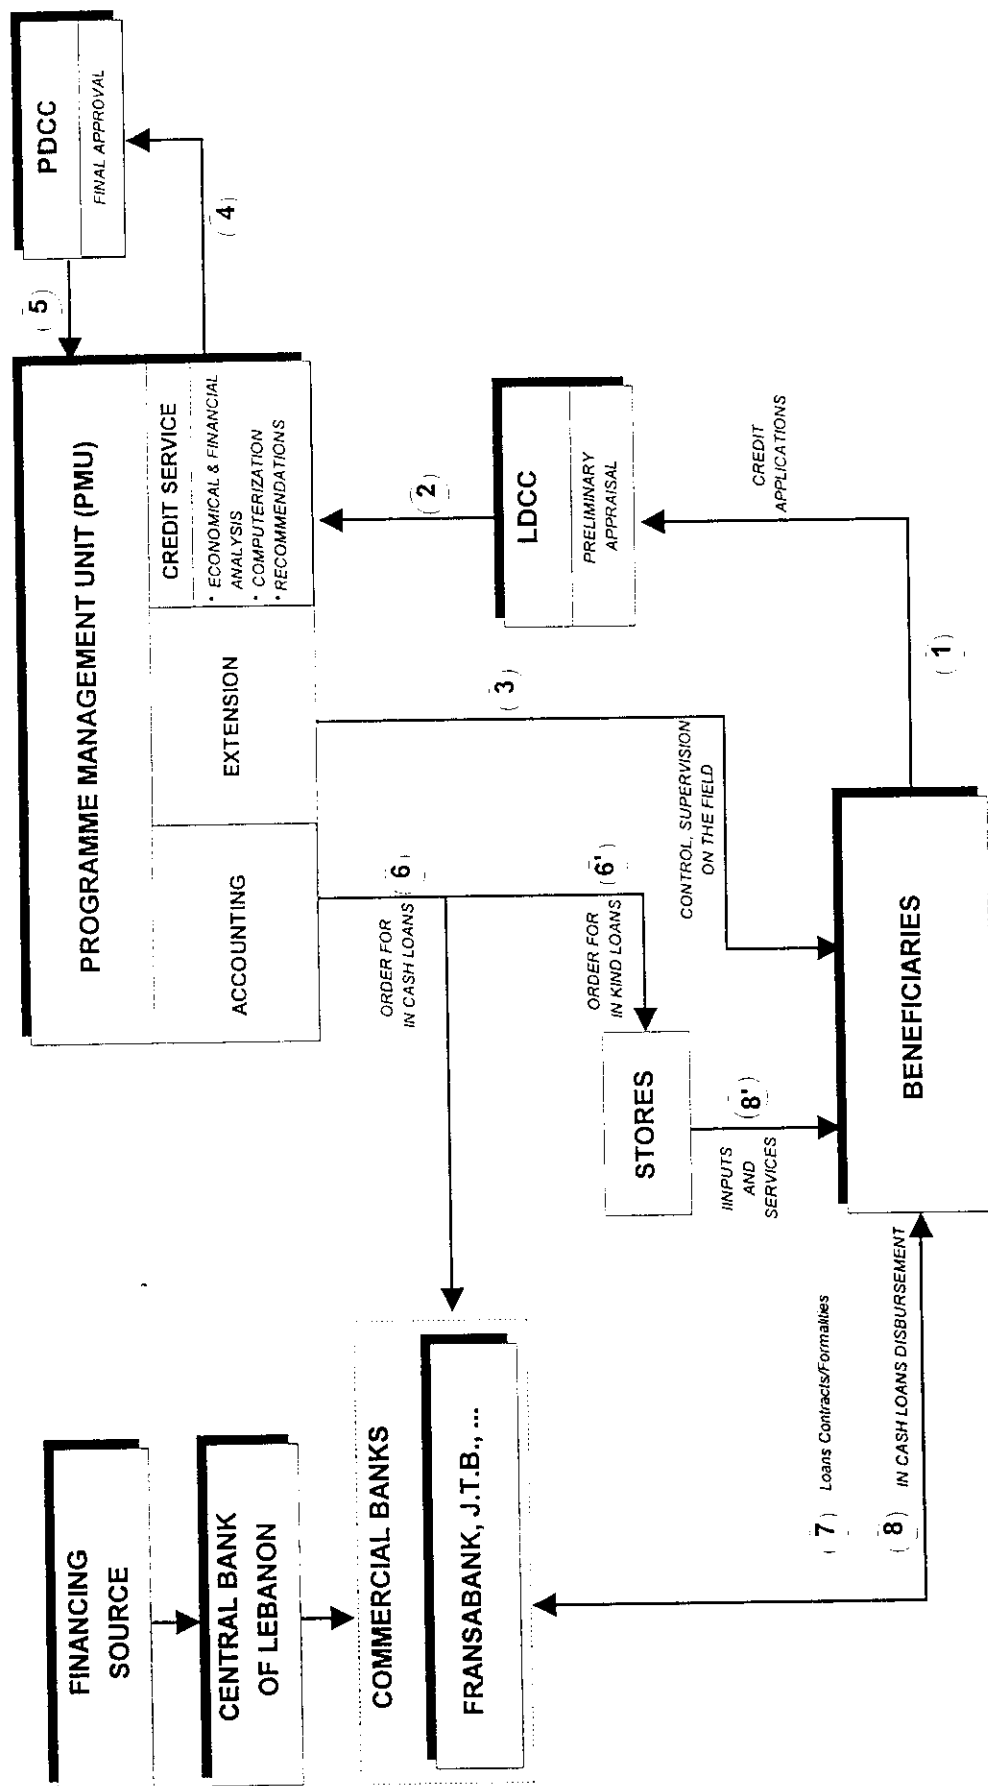 FINANCING
SOURCE
CENTRAL BANK
OF LEBANON
COMMERCIAL BANKS
FRANSABANK, J.T.B., ...
PROGRAMME MANAGEMENT UNIT (PMU)
ACCOUNTING
EXTENSION
CREDIT SERVICE
• ECONOMICAL & FINANCIAL
ANALYSIS
• COMPUTERIZATION
• RECOMMENDATIONS
PDCC
FINAL APPROVAL
5
4
2
LDCC
PRELIMINARY
APPRAISAL
CREDIT
APPLICATIONS
1
3
CONTROL, SUPERVISION
ON THE FIELD
6
ORDER FOR
IN CASH LOANS
6'
ORDER FOR
IN KIND LOANS
STORES
8'
IINPUTS
AND
SERVICES
BENEFICIARIES
7 Loans Contracts/Formalities
8 IN CASH LOANS DISBURSEMENT